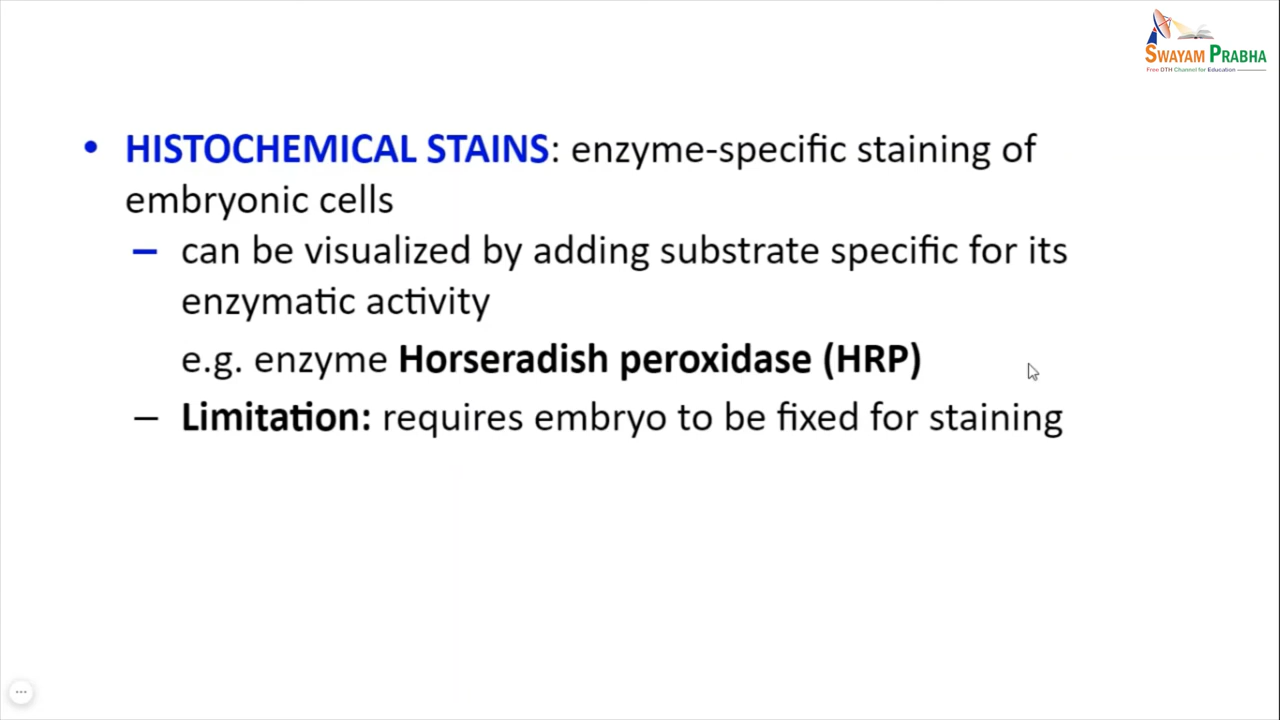 SWAYAM PRABHA
Free DTH Channel for Education
• HISTOCHEMICAL STAINS: enzyme-specific staining of
embryonic cells
– can be visualized by adding substrate specific for its
enzymatic activity
e.g. enzyme Horseradish peroxidase (HRP)
– Limitation: requires embryo to be fixed for staining